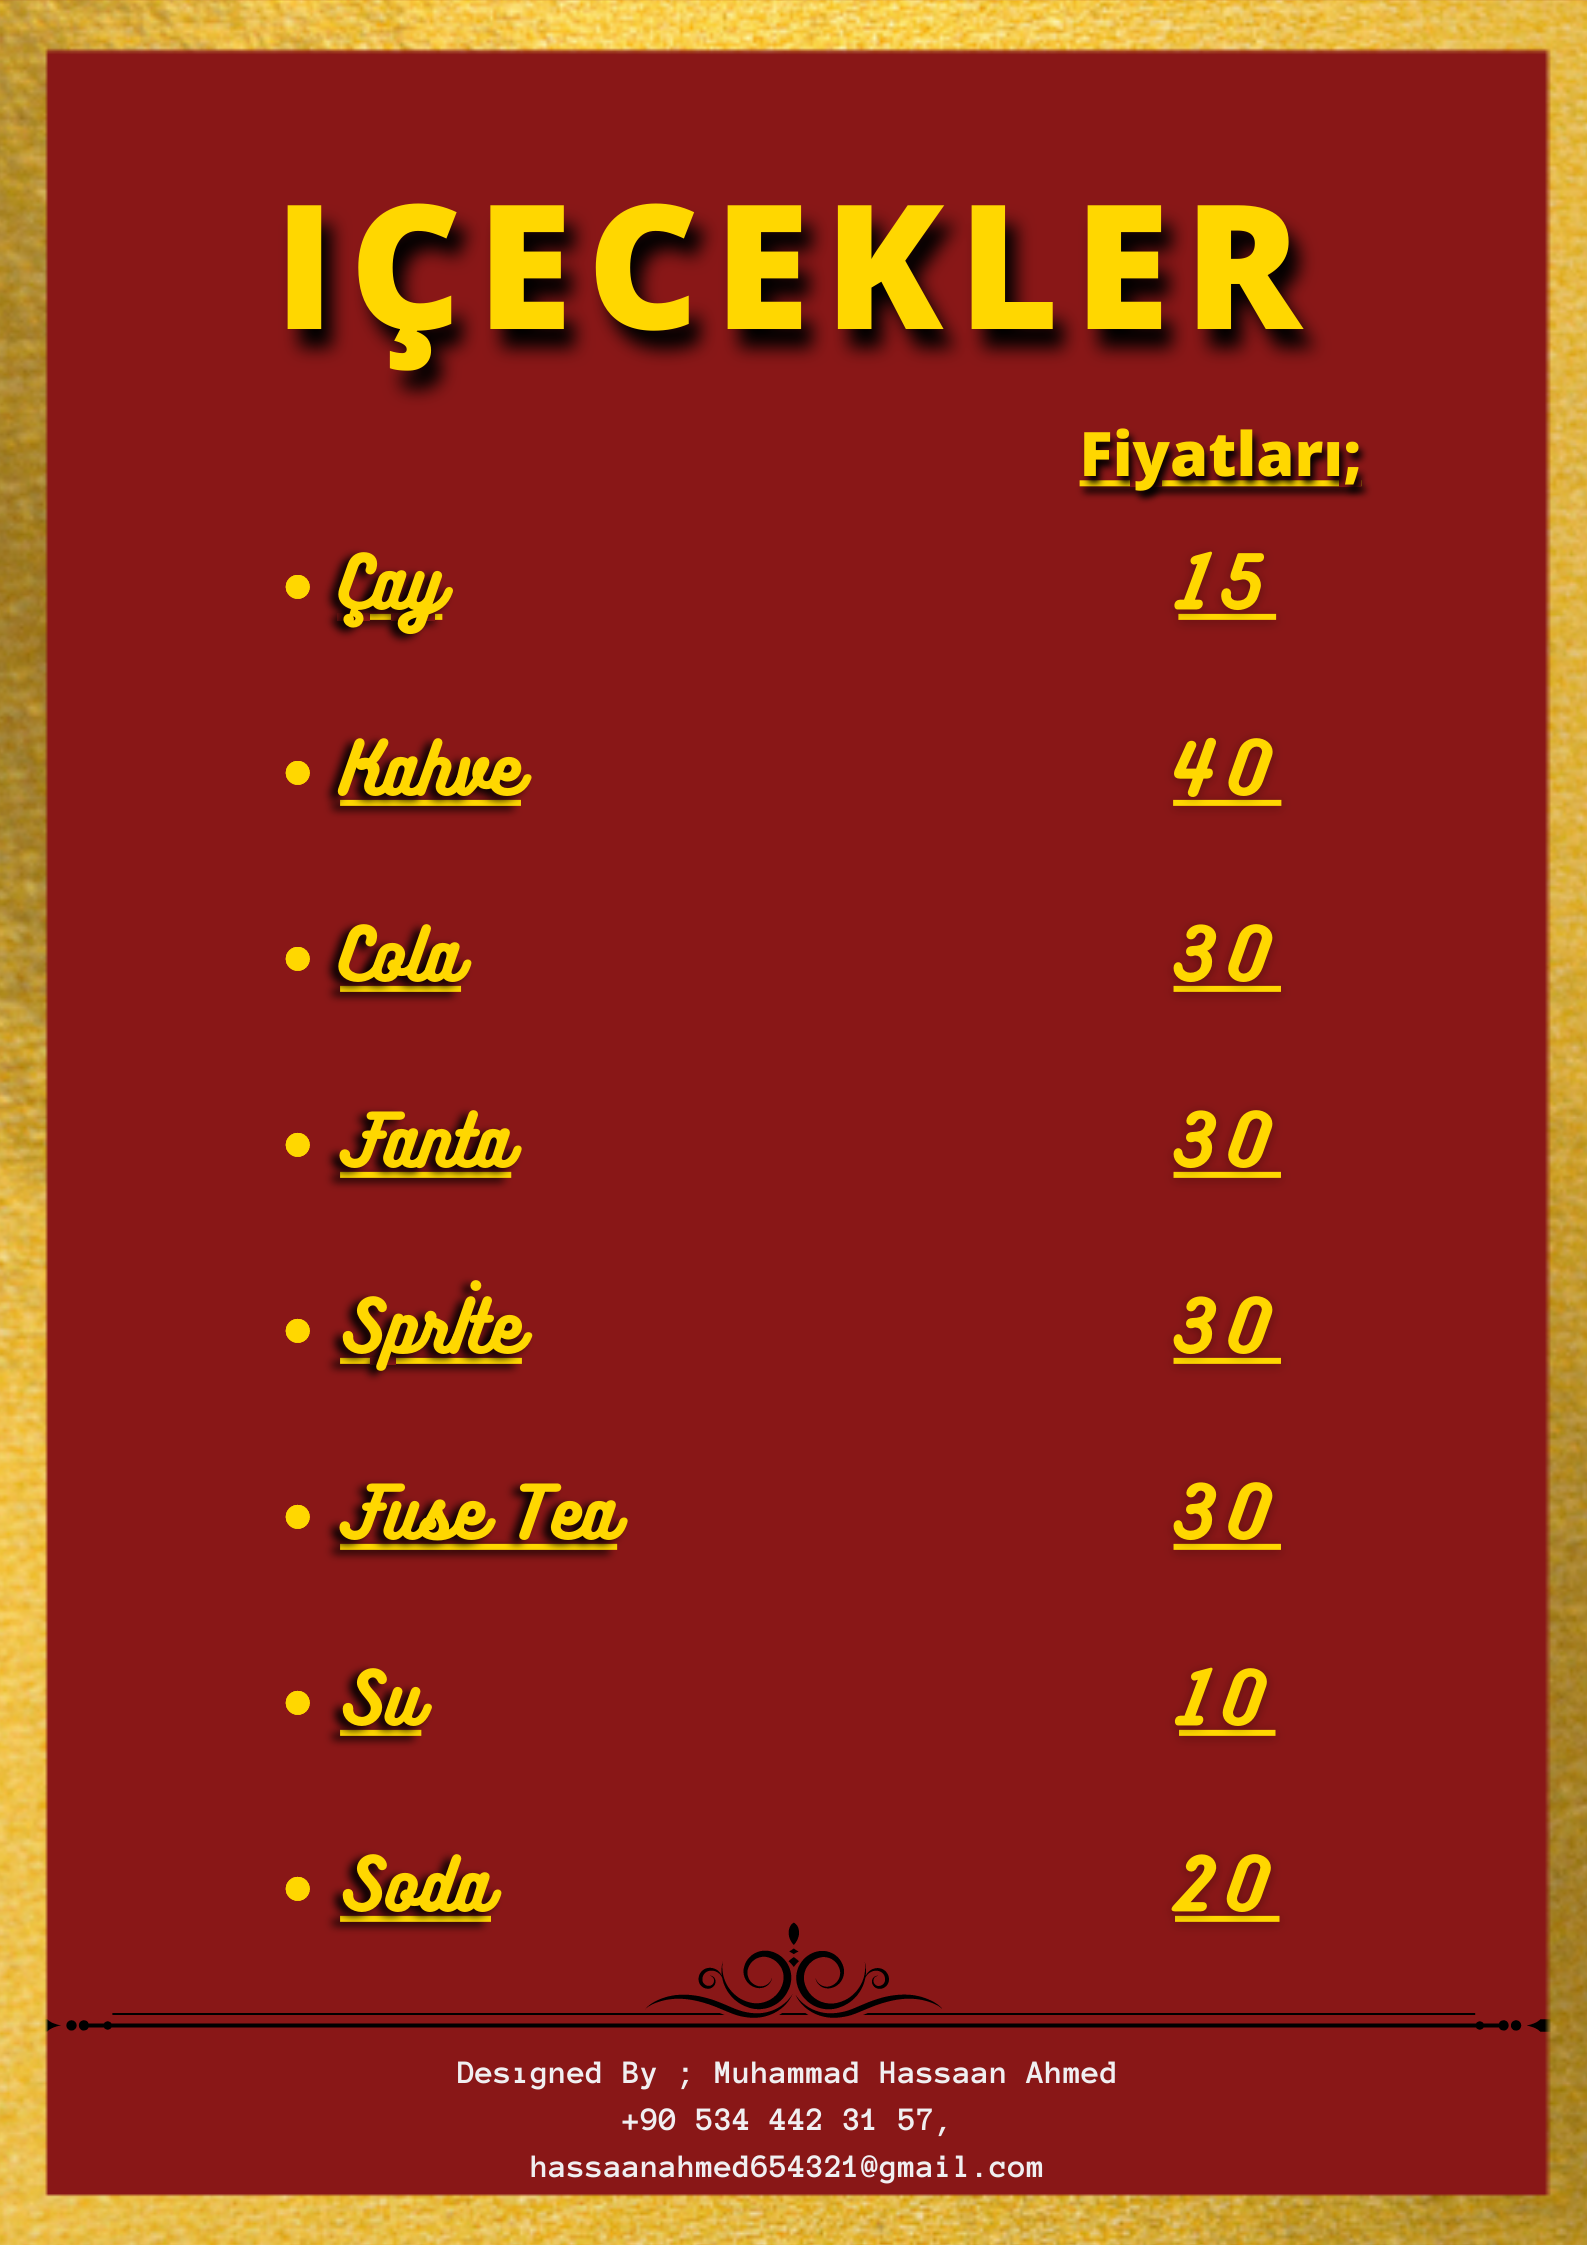 IÇECEKLER
Fiyatları;
• Çay 15
• Kahve 40
• Cola 30
• Fanta 30
• Sprİte 30
• Fuse Tea 30
• Su 10
• Soda 20
Desıgned By ; Muhammad Hassaan Ahmed
+90 534 442 31 57,
hassaanahmed654321@gmail.com